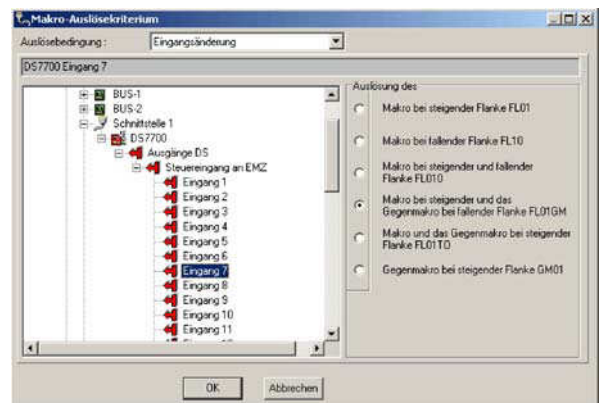 Makro-Auslösekriterium
Auslösebedingung :
Eingangsänderung
DS7700 Eingang 7
BUS-1
BUS-2
Schnittstelle 1
DS7700
Ausgänge DS
Steuereingang an EMZ
Eingang 1
Eingang 2
Eingang 3
Eingang 4
Eingang 5
Eingang 6
Eingang 7
Eingang 8
Eingang 9
Eingang 10
Eingang 11
Auslösung des
Makro bei steigender Flanke FL01
Makro bei fallender Flanke FL10
Makro bei steigender und fallender
Flanke FL010
Makro bei steigender und das
Gegenmakro bei fallender Flanke FL01GM
Makro und das Gegenmakro bei steigender
Flanke FL01TO
Gegenmakro bei steigender Flanke GM01
OK
Abbrechen